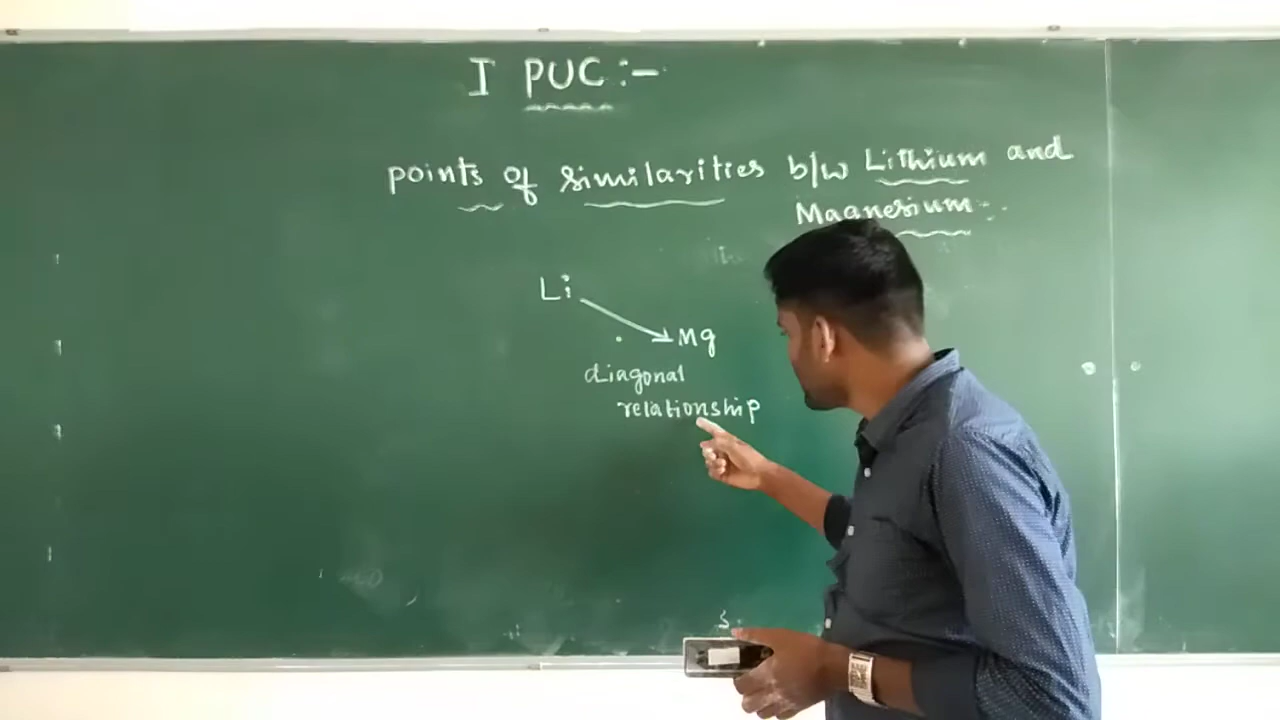 I PUC:-
points of similarities b/w Lithium and
Magnesium:-
Li
Mg
diagonal
relationship